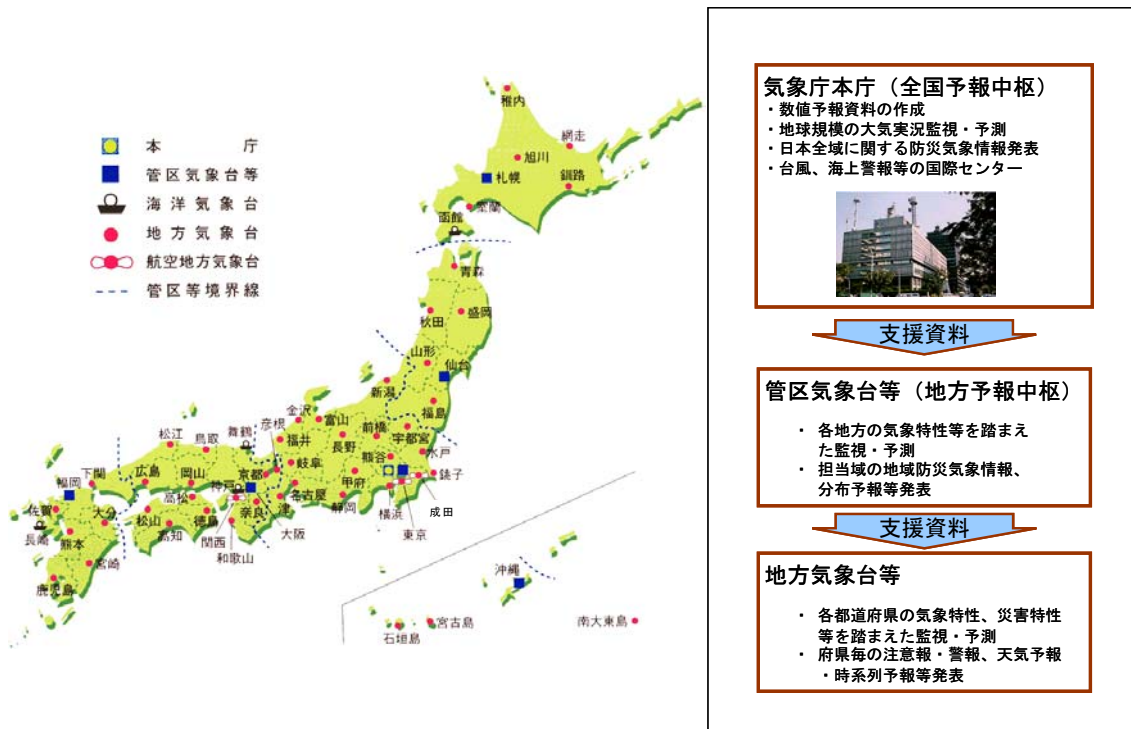 本庁
管区気象台等
海洋気象台
地方気象台
航空地方気象台
管区等境界線
稚内
網走
旭川
札幌
釧路
室蘭
函館
青森
秋田
盛岡
山形
仙台
新潟
福島
金沢
富山
前橋
宇都宮
彦根
福井
長野
熊谷
水戸
舞鶴
松江
鳥取
岐阜
甲府
銚子
京都
下関
広島
岡山
神戸
名古屋
静岡
横浜
成田
福岡
高松
奈良
津
東京
佐賀
大分
松山
徳島
大阪
長崎
熊本
高知
関西
和歌山
宮崎
鹿児島
沖縄
宮古島
石垣島
南大東島
気象庁本庁（全国予報中枢）
・数値予報資料の作成
・地球規模の大気実況監視・予測
・日本全域に関する防災気象情報発表
・台風、海上警報等の国際センター
支援資料
管区気象台等（地方予報中枢）
・ 各地方の気象特性等を踏まえ
た監視・予測
・ 担当域の地域防災気象情報、
分布予報等発表
支援資料
地方気象台等
・ 各都道府県の気象特性、災害特性
等を踏まえた監視・予測
・ 府県毎の注意報・警報、天気予報
・時系列予報等発表